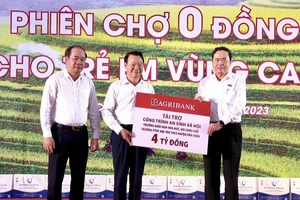 PHIÊN CHỢ 0 ĐỒNG
CHO TRẺ EM VÙNG CA
2023
AGRIBANK
TÀI TRỢ
CÔNG TRÌNH AN SINH XÃ HỘI
4 TỶ ĐỒNG